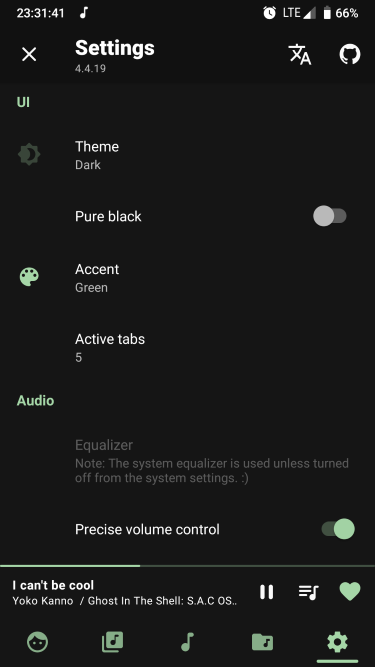 23:31:41 LTE 66%
Settings
4.4.19
UI
Theme
Dark
Pure black
Accent
Green
Active tabs
5
Audio
Equalizer
Note: The system equalizer is used unless turned
off from the system settings. :)
Precise volume control
I can't be cool
Yoko Kanno / Ghost In The Shell: S.A.C OS..